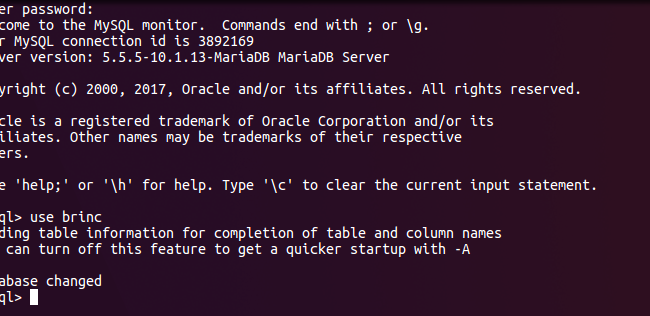 er password:
come to the MySQL monitor.  Commands end with ; or \g.
r MySQL connection id is 3892169
ver version: 5.5.5-10.1.13-MariaDB MariaDB Server
yright (c) 2000, 2017, Oracle and/or its affiliates. All rights reserved.
cle is a registered trademark of Oracle Corporation and/or its
iliates. Other names may be trademarks of their respective
ers.
e 'help;' or '\h' for help. Type '\c' to clear the current input statement.
ql> use brinc
ding table information for completion of table and column names
 can turn off this feature to get a quicker startup with -A
abase changed
ql>